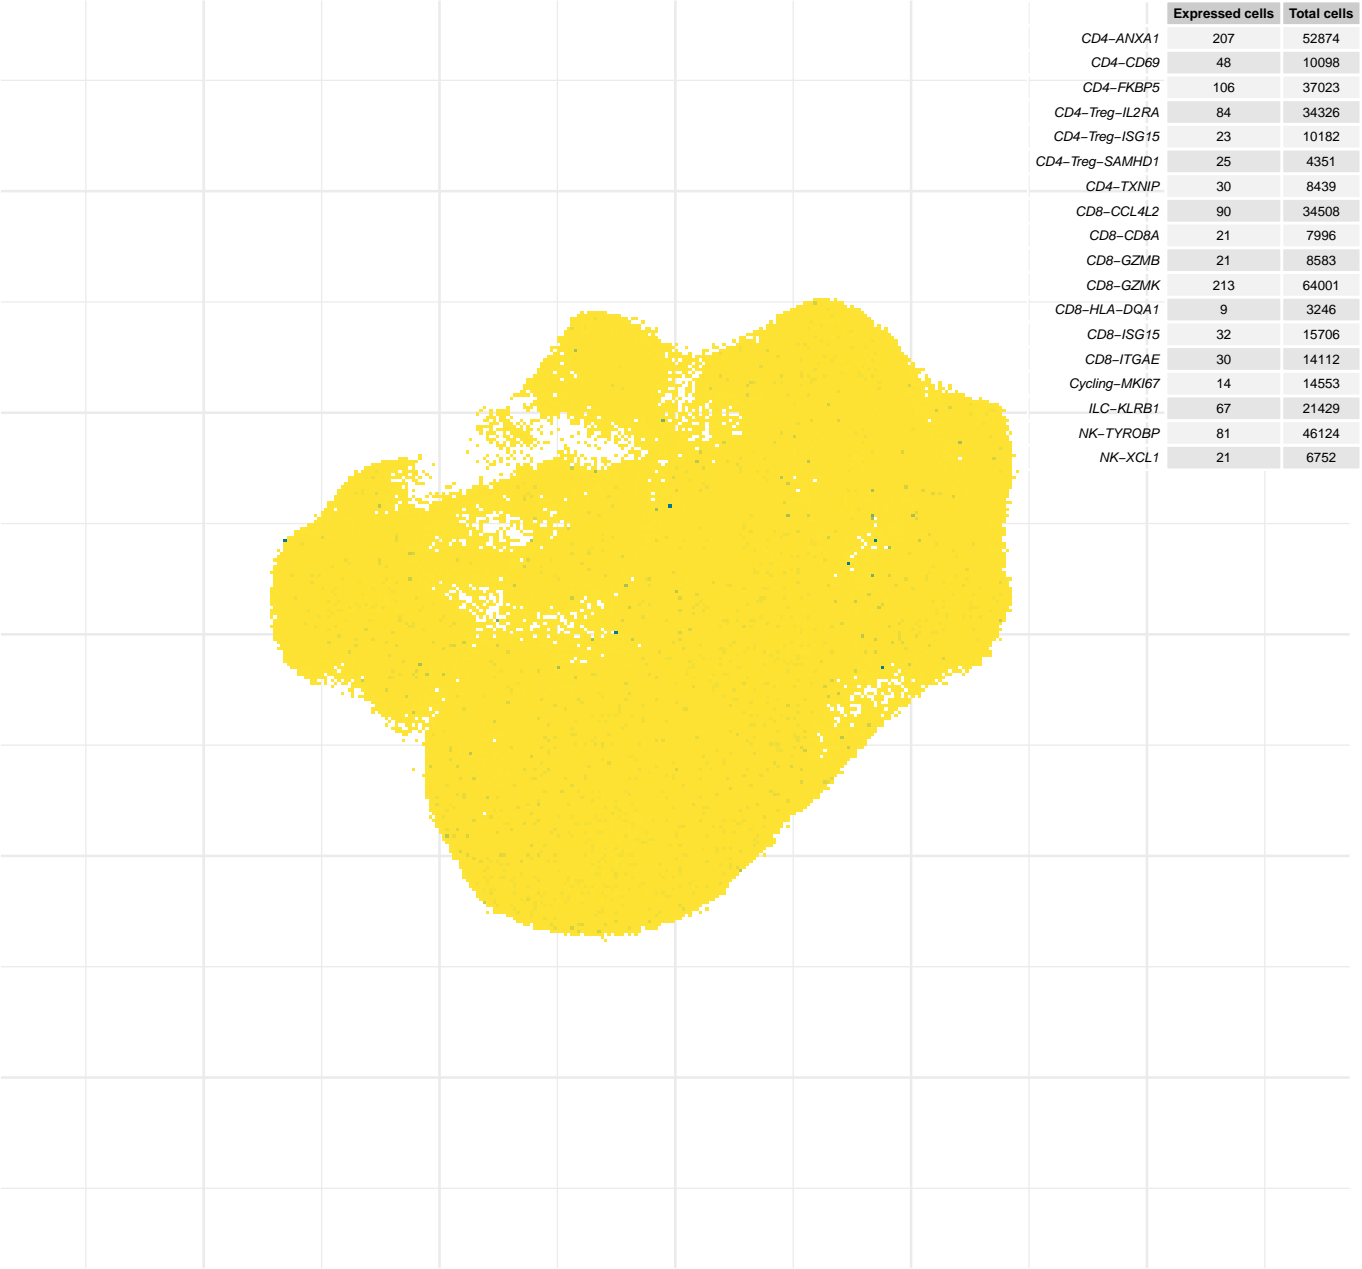 Expressed cells Total cells
CD4−ANXA1 207 52874
CD4−CD69 48 10098
CD4−FKBP5 106 37023
CD4−Treg−IL2RA 84 34326
CD4−Treg−ISG15 23 10182
CD4−Treg−SAMHD1 25 4351
CD4−TXNIP 30 8439
CD8−CCL4L2 90 34508
CD8−CD8A 21 7996
CD8−GZMB 21 8583
CD8−GZMK 213 64001
CD8−HLA−DQA1 9 3246
CD8−ISG15 32 15706
CD8−ITGAE 30 14112
Cycling−MKI67 14 14553
ILC−KLRB1 67 21429
NK−TYROBP 81 46124
NK−XCL1 21 6752